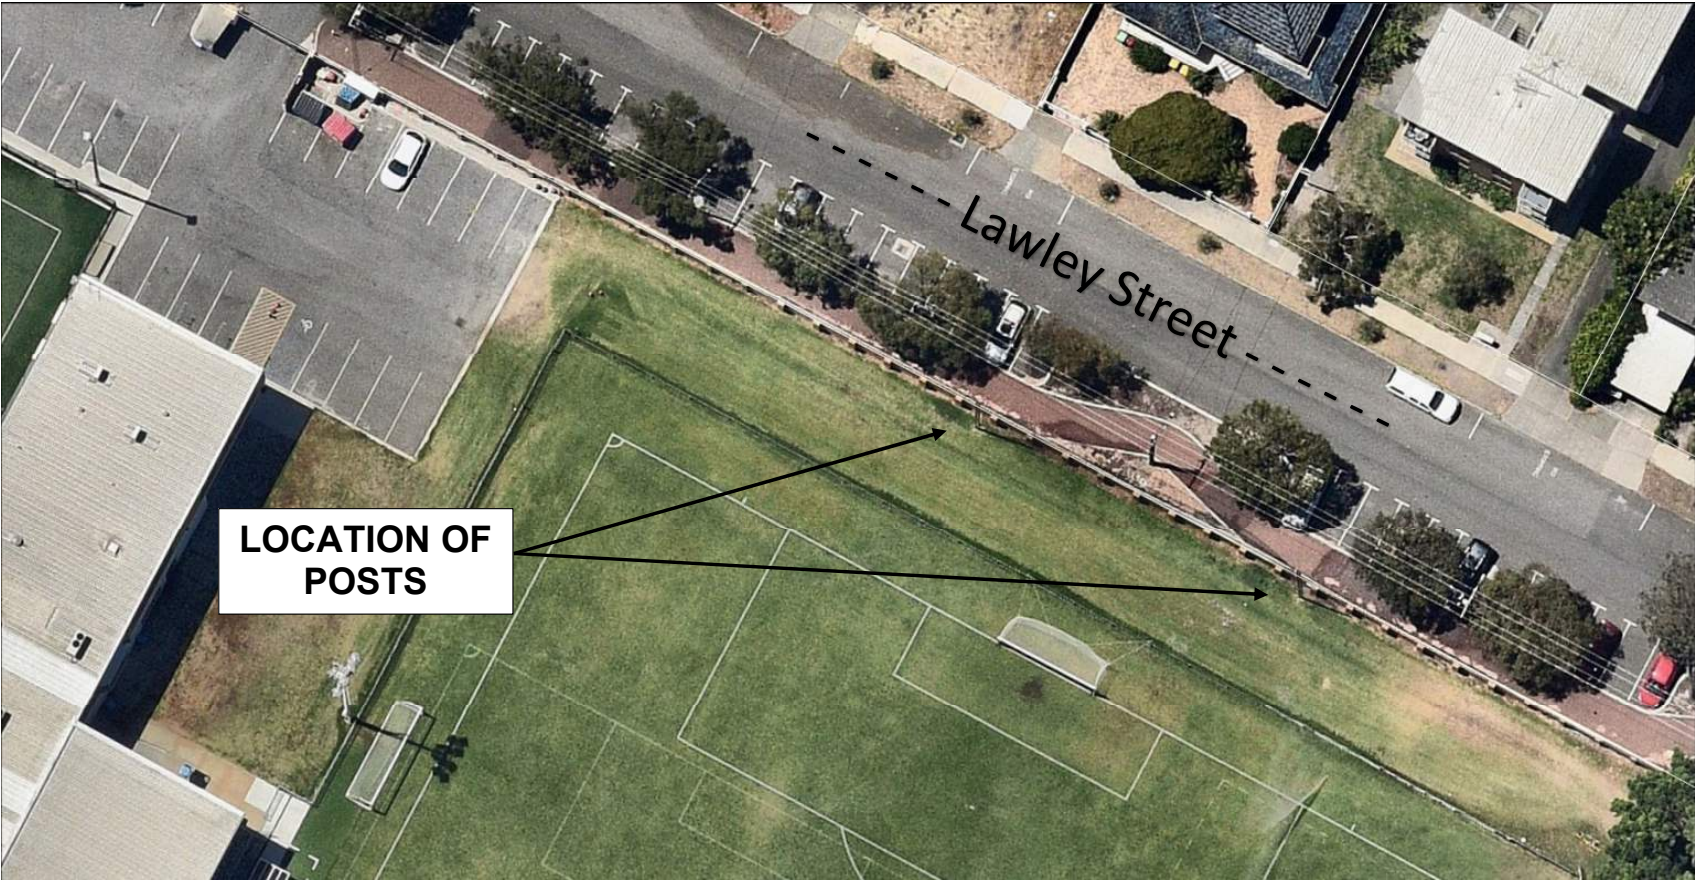 - - - - - - - Lawley Street - - - - - - -
LOCATION OF
POSTS